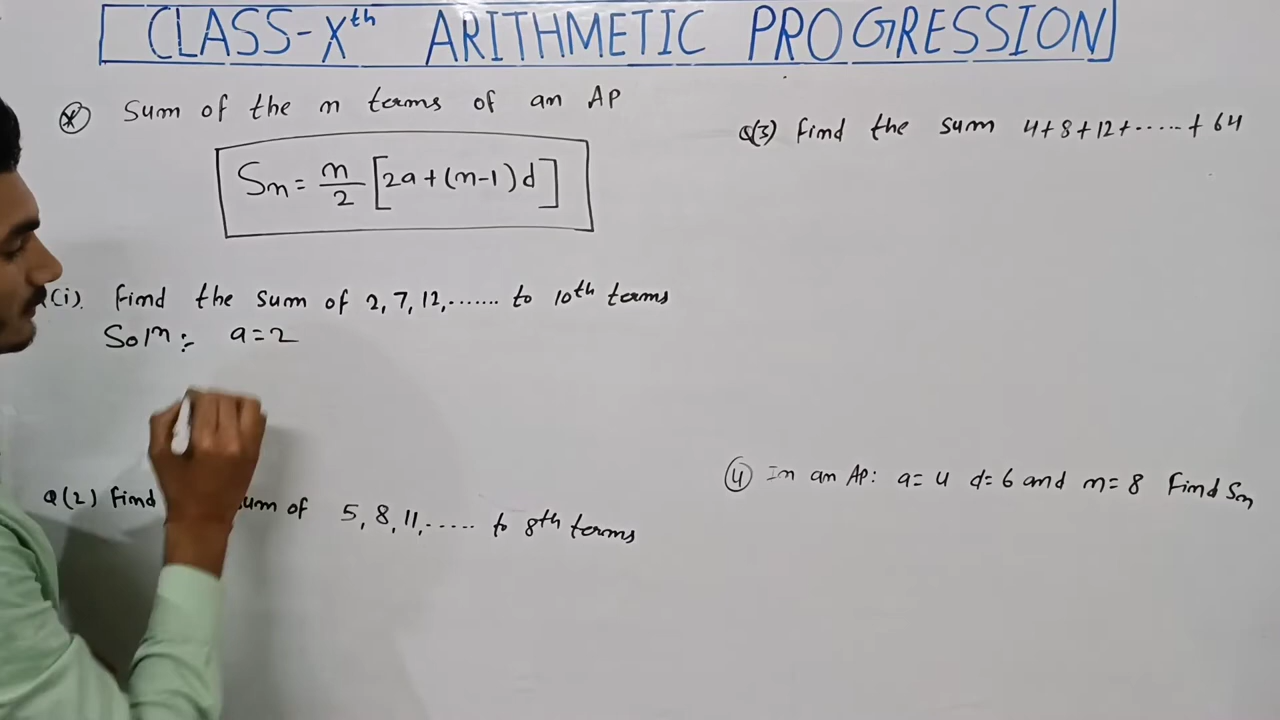 CLASS-Xth ARITHMETIC PROGRESSION
* Sum of the n terms of an AP
Sn = n/2 [2a+(n-1)d]
(i). Find the sum of 2, 7, 12, ....... to 10th terms
Soln :- a=2
Q(2) Find sum of 5, 8, 11, ..... to 8th terms
Q(3) Find the sum 4+8+12+.....+64
(4) In an AP: a=4 d=6 and n=8 Find Sn